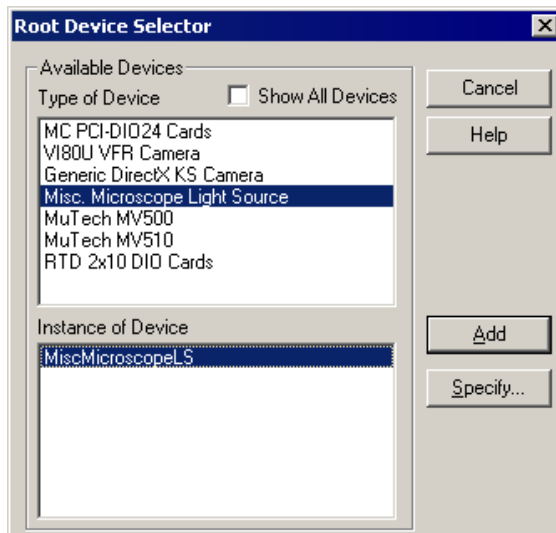 Root Device Selector
Available Devices
Type of Device
Show All Devices
MC PCI-DIO24 Cards
VI80U VFR Camera
Generic DirectX KS Camera
Misc. Microscope Light Source
MuTech MV500
MuTech MV510
RTD 2x10 DIO Cards
Instance of Device
MiscMicroscopeLS
Cancel
Help
Add
Specify...